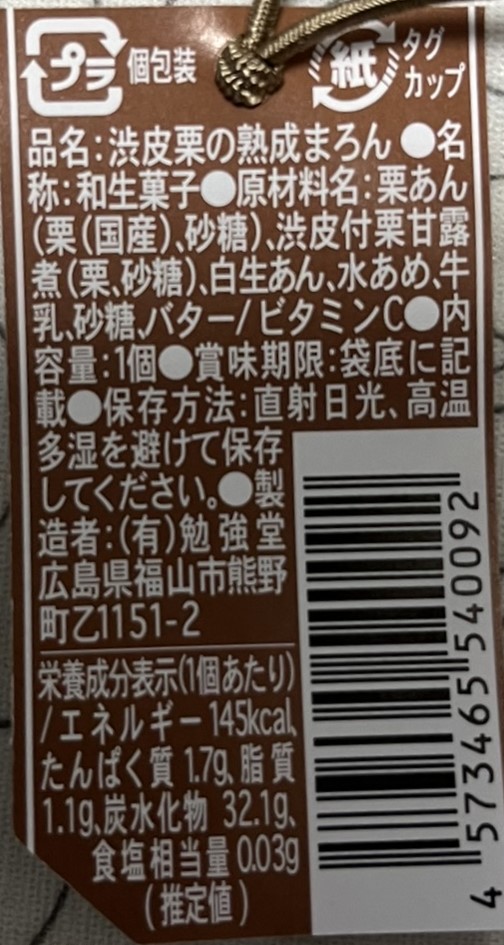 プラ 個包装
紙 タグ
カップ
品名:渋皮栗の熟成まろん ●名
称:和生菓子●原材料名:栗あん
(栗(国産)、砂糖)、渋皮付栗甘露
煮(栗、砂糖)、白生あん、水あめ、牛
乳、砂糖、バター/ビタミンC●内
容量:1個●賞味期限:袋底に記
載●保存方法:直射日光、高温
多湿を避けて保存
してください。●製
造者:(有)勉強堂
広島県福山市熊野
町乙1151-2
栄養成分表示(1個あたり)
/エネルギー145kcal、
たんぱく質 1.7g、脂質
1.1g、炭水化物 32.1g、
食塩相当量 0.03g
(推定値)
4573465540092